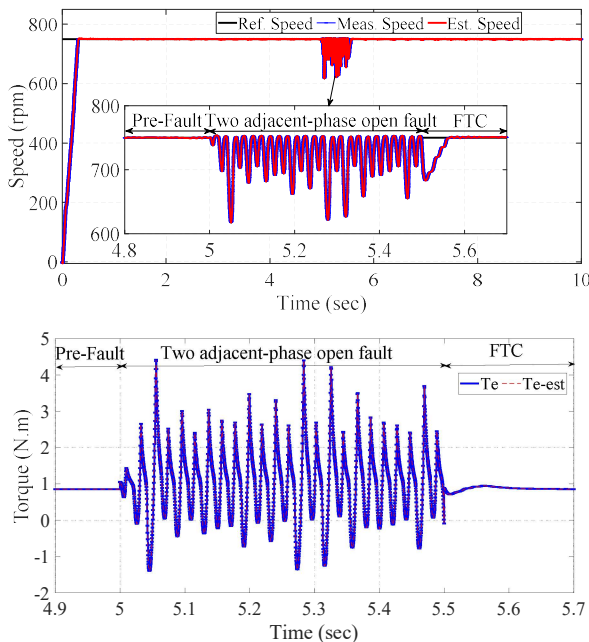 800
600
400
200
0
Speed (rpm)
Ref. Speed Meas. Speed Est. Speed
Pre-Fault Two adjacent-phase open fault FTC
800
750
700
600
4.8 5 5.2 5.4 5.6
0 2 4 6 8 10
Time (sec)
5
4
3
2
1
0
-1
-2
Torque (N.m)
Pre-Fault Two adjacent-phase open fault FTC
Te Te-est
4.9 5 5.1 5.2 5.3 5.4 5.5 5.6 5.7
Time (sec)